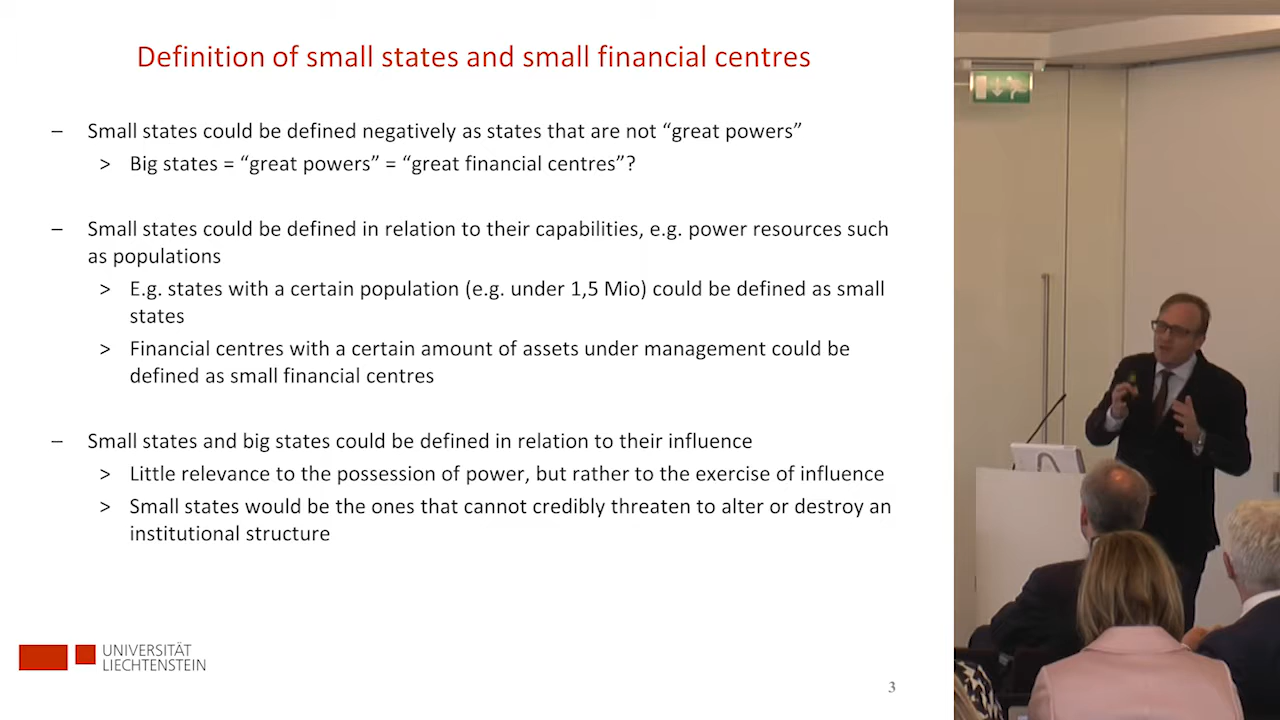 Definition of small states and small financial centres
– Small states could be defined negatively as states that are not “great powers”
> Big states = “great powers” = “great financial centres”?
– Small states could be defined in relation to their capabilities, e.g. power resources such
as populations
> E.g. states with a certain population (e.g. under 1,5 Mio) could be defined as small
states
> Financial centres with a certain amount of assets under management could be
defined as small financial centres
– Small states and big states could be defined in relation to their influence
> Little relevance to the possession of power, but rather to the exercise of influence
> Small states would be the ones that cannot credibly threaten to alter or destroy an
institutional structure
UNIVERSITÄT
LIECHTENSTEIN
3